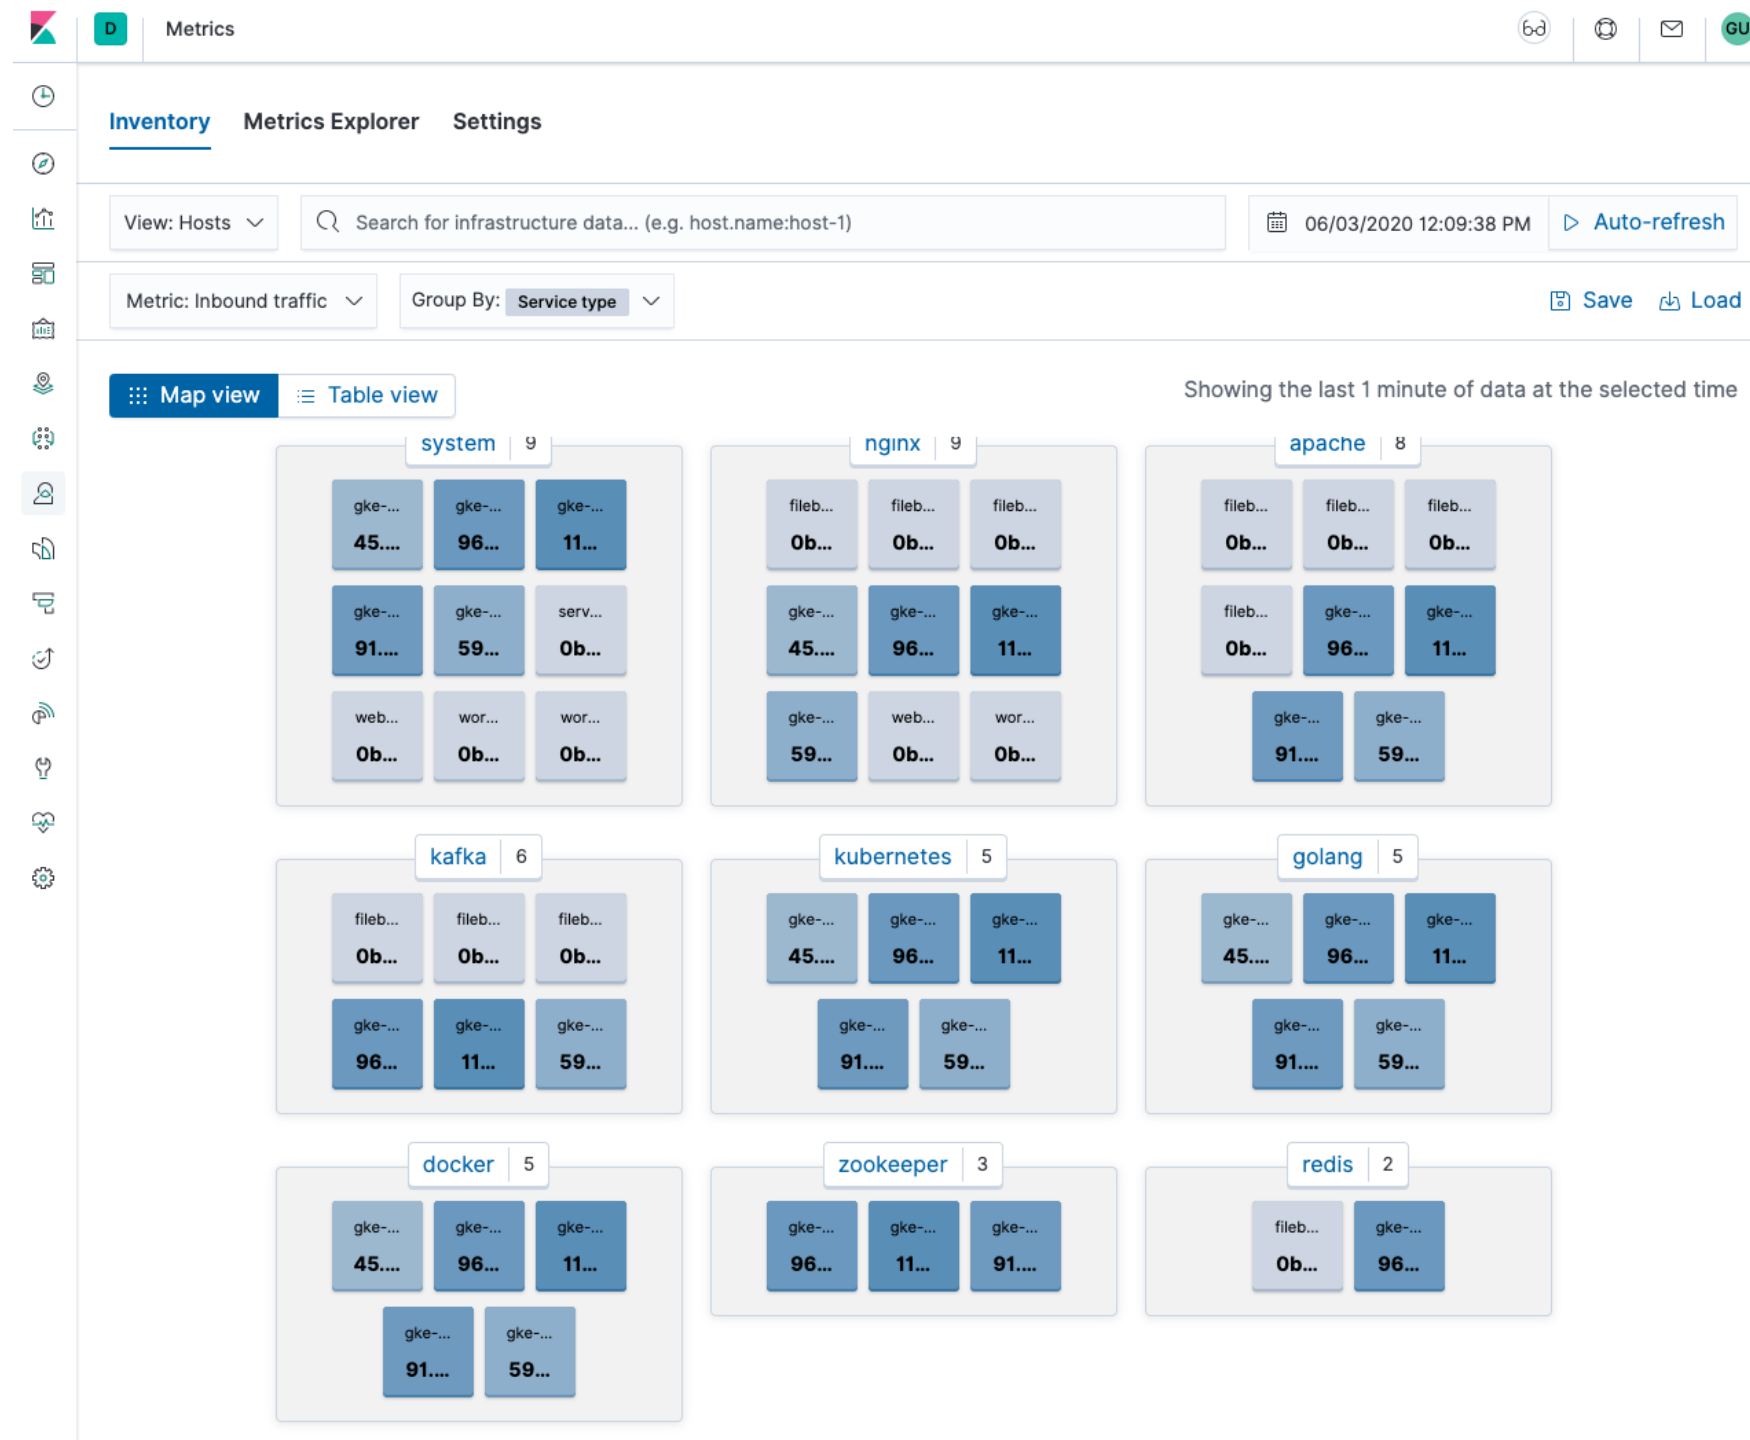 D Metrics GU
Inventory Metrics Explorer Settings
View: Hosts Search for infrastructure data... (e.g. host.name:host-1) 06/03/2020 12:09:38 PM Auto-refresh
Metric: Inbound traffic Group By: Service type Save Load
Map view Table view Showing the last 1 minute of data at the selected time
system 9
gke-... gke-... gke-...
45.... 96... 11...
gke-... gke-... serv...
91.... 59... 0b...
web... wor... wor...
0b... 0b... 0b...
nginx 9
fileb... fileb... fileb...
0b... 0b... 0b...
gke-... gke-... gke-...
45.... 96... 11...
gke-... web... wor...
59... 0b... 0b...
apache 8
fileb... fileb... fileb...
0b... 0b... 0b...
fileb... gke-... gke-...
0b... 96... 11...
gke-... gke-...
91.... 59...
kafka 6
fileb... fileb... fileb...
0b... 0b... 0b...
gke-... gke-... gke-...
96... 11... 59...
kubernetes 5
gke-... gke-... gke-...
45.... 96... 11...
gke-... gke-...
91.... 59...
golang 5
gke-... gke-... gke-...
45.... 96... 11...
gke-... gke-...
91.... 59...
docker 5
gke-... gke-... gke-...
45.... 96... 11...
gke-... gke-...
91.... 59...
zookeeper 3
gke-... gke-... gke-...
96... 11... 91....
redis 2
fileb... gke-...
0b... 96...